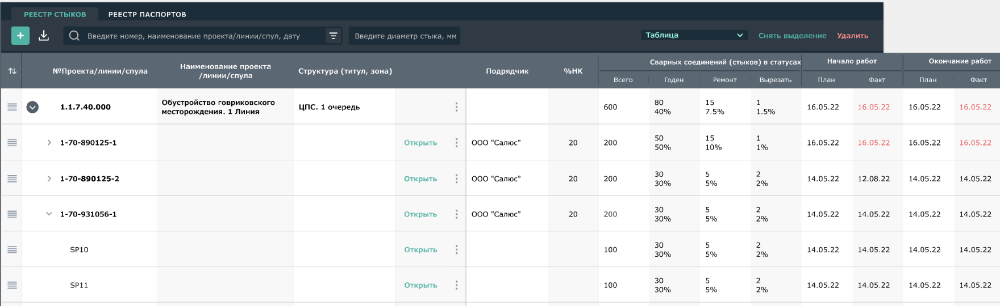 РЕЕСТР СТЫКОВ РЕЕСТР ПАСПОРТОВ
+ Введите номер, наименование проекта/линии/спул, дату Введите диаметр стыка, мм Таблица Снять выделение Удалить
№Проекта/линии/спула Наименование проекта /линии/спула Структура (титул, зона) Подрядчик %НК Сварных соединений (стыков) в статусах Начало работ Окончание работ
Всего Годен Ремонт Вырезать План Факт План Факт
1.1.7.40.000 Обустройство говриковского ЦПС. 1 очередь 600 80 15 1 16.05.22 16.05.22 16.05.22 16.05.22
месторождения. 1 Линия 40% 7.5% 1.5%
1-70-890125-1 Открыть ООО "Салюс" 20 200 50 15 1 16.05.22 16.05.22 16.05.22 16.05.22
50% 10% 1%
1-70-890125-2 Открыть ООО "Салюс" 20 200 30 5 2 14.05.22 12.08.22 14.05.22 14.05.22
30% 5% 2%
1-70-931056-1 Открыть ООО "Салюс" 20 200 30 5 2 14.05.22 14.05.22 14.05.22 14.05.22
30% 5% 2%
SP10 Открыть 100 30 5 2 14.05.22 14.05.22 14.05.22 14.05.22
30% 5% 2%
SP11 Открыть 100 30 5 2 14.05.22 14.05.22 14.05.22 14.05.22
30% 5% 2%